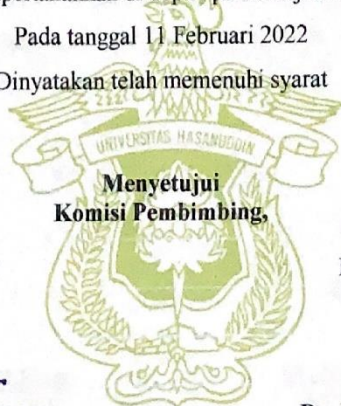 Pada tanggal 11 Februari 2022
Dinyatakan telah memenuhi syarat
UNIVERSITAS HASANUDDIN
Menyetujui
Komisi Pembimbing,